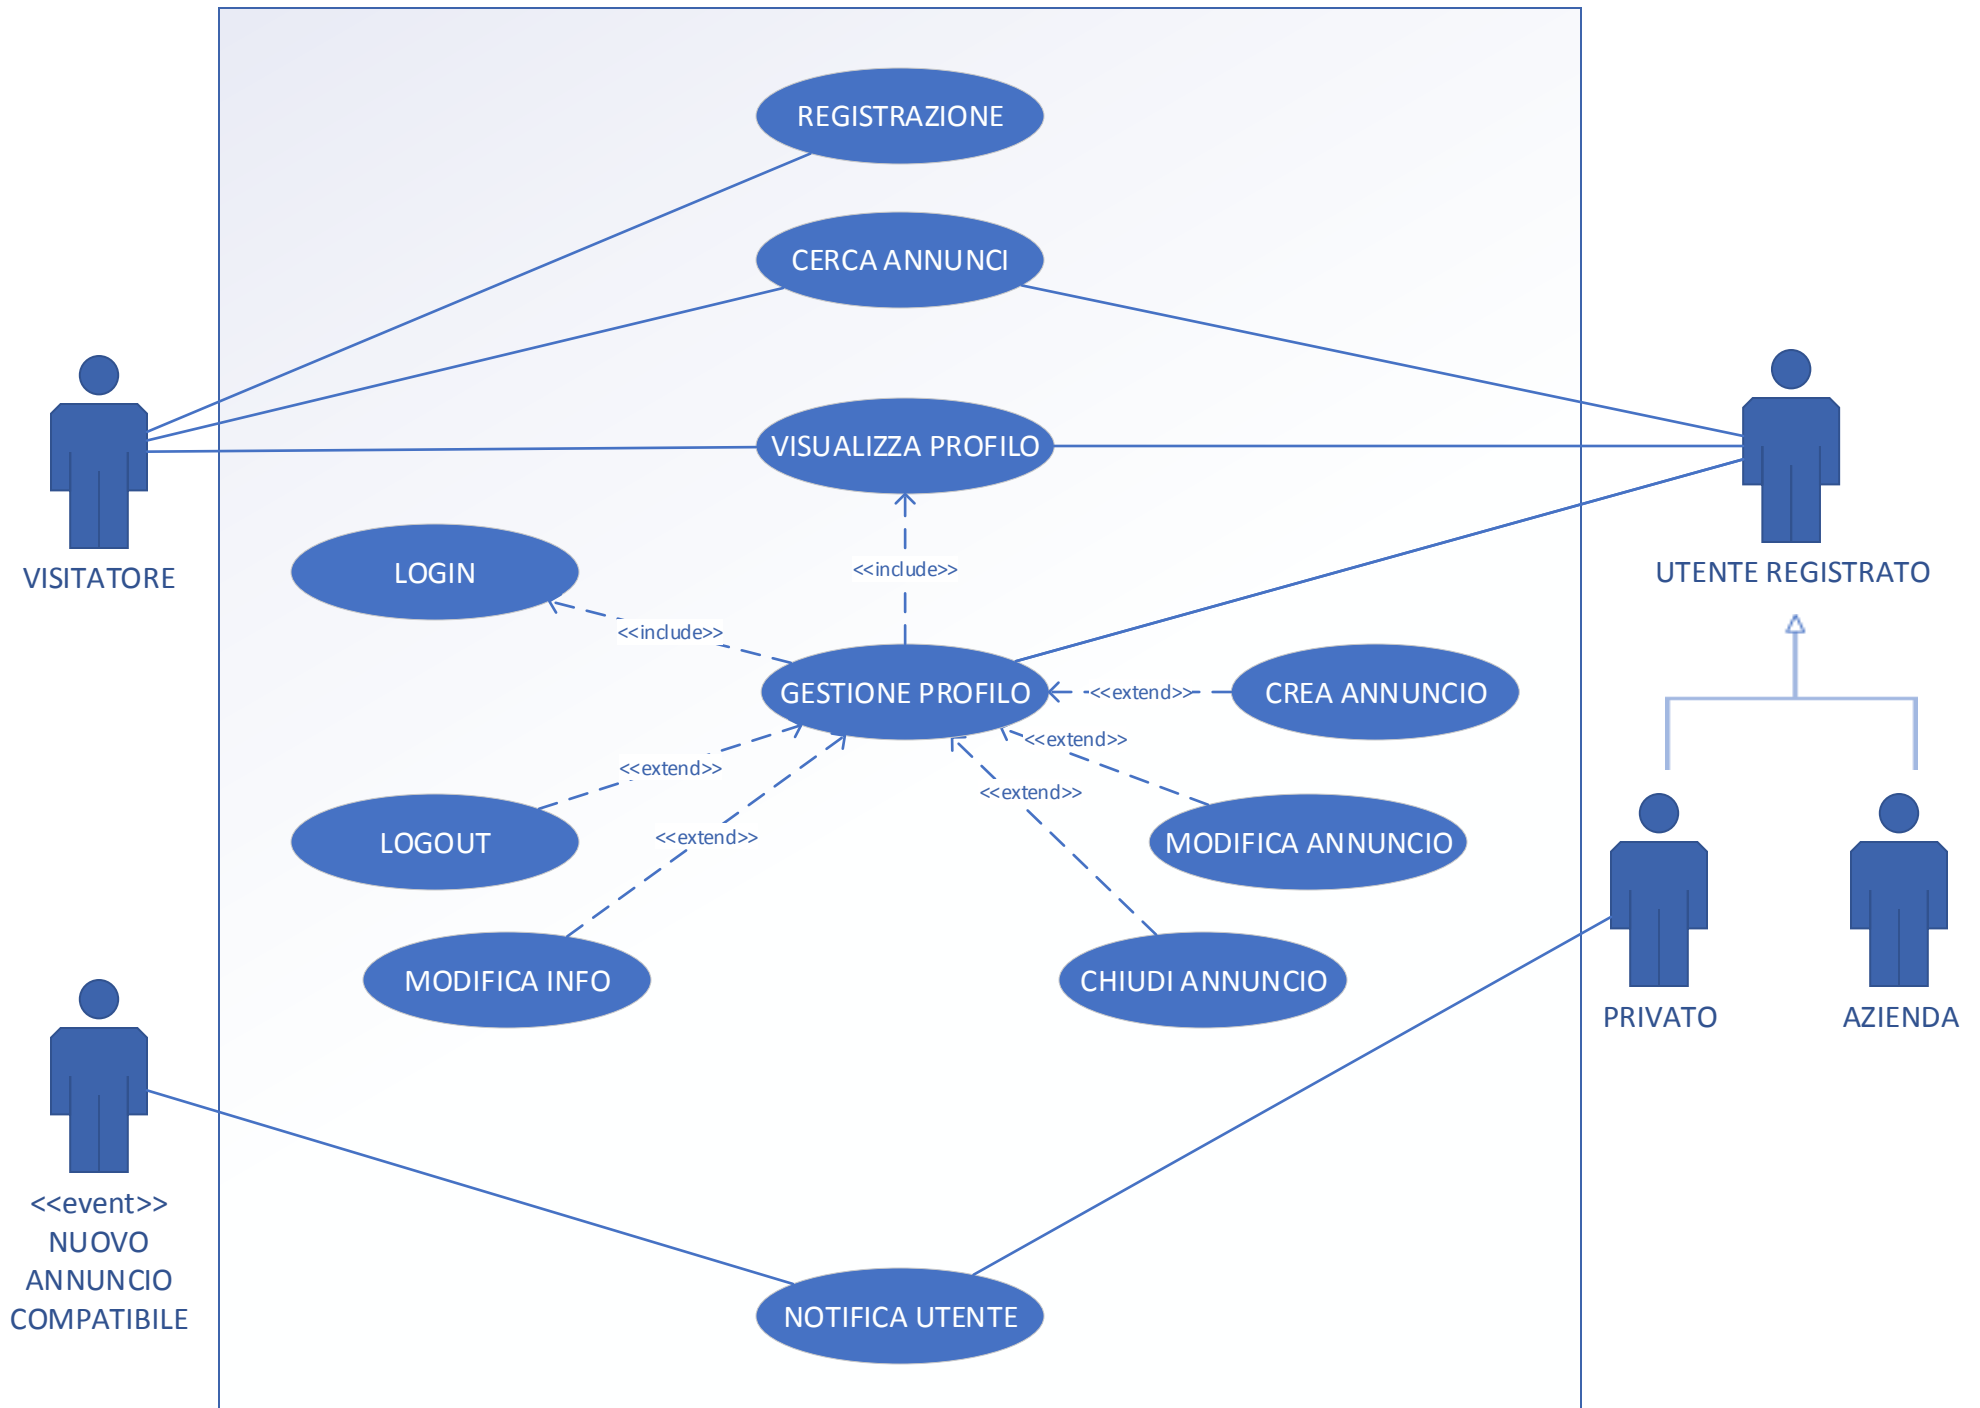 REGISTRAZIONE
CERCA ANNUNCI
VISUALIZZA PROFILO
VISITATORE
LOGIN
<<include>>
UTENTE REGISTRATO
<<include>>
GESTIONE PROFILO
<<extend>>
CREA ANNUNCIO
<<extend>>
<<extend>>
<<extend>>
<<extend>>
LOGOUT
MODIFICA ANNUNCIO
MODIFICA INFO
CHIUDI ANNUNCIO
PRIVATO
AZIENDA
<<event>>
NUOVO
ANNUNCIO
COMPATIBILE
NOTIFICA UTENTE